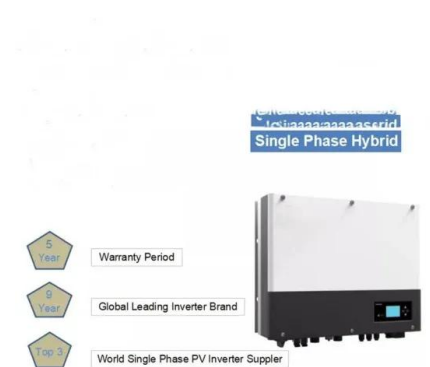 Single Phase Hybrid
5
Year
Warranty Period
9
Year
Global Leading Inverter Brand
Top 3
World Single Phase PV Inverter Suppler